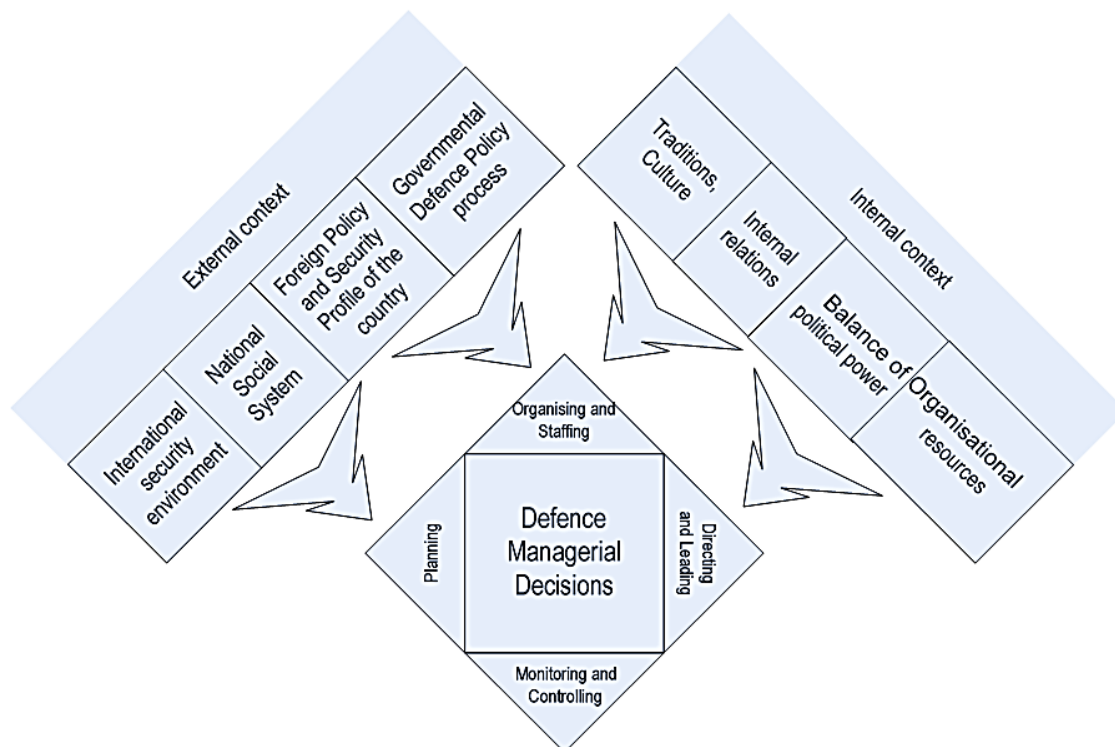 External context
International
security
environment
National
Social
System
Foreign Policy
and Security
Profile of the
country
Governmental
Defence Policy
process
Internal context
Traditions,
Culture
Internal
relations
Balance of
political power
Organisational
resources
Organising and
Staffing
Planning
Defence
Managerial
Decisions
Directing
and Leading
Monitoring and
Controlling